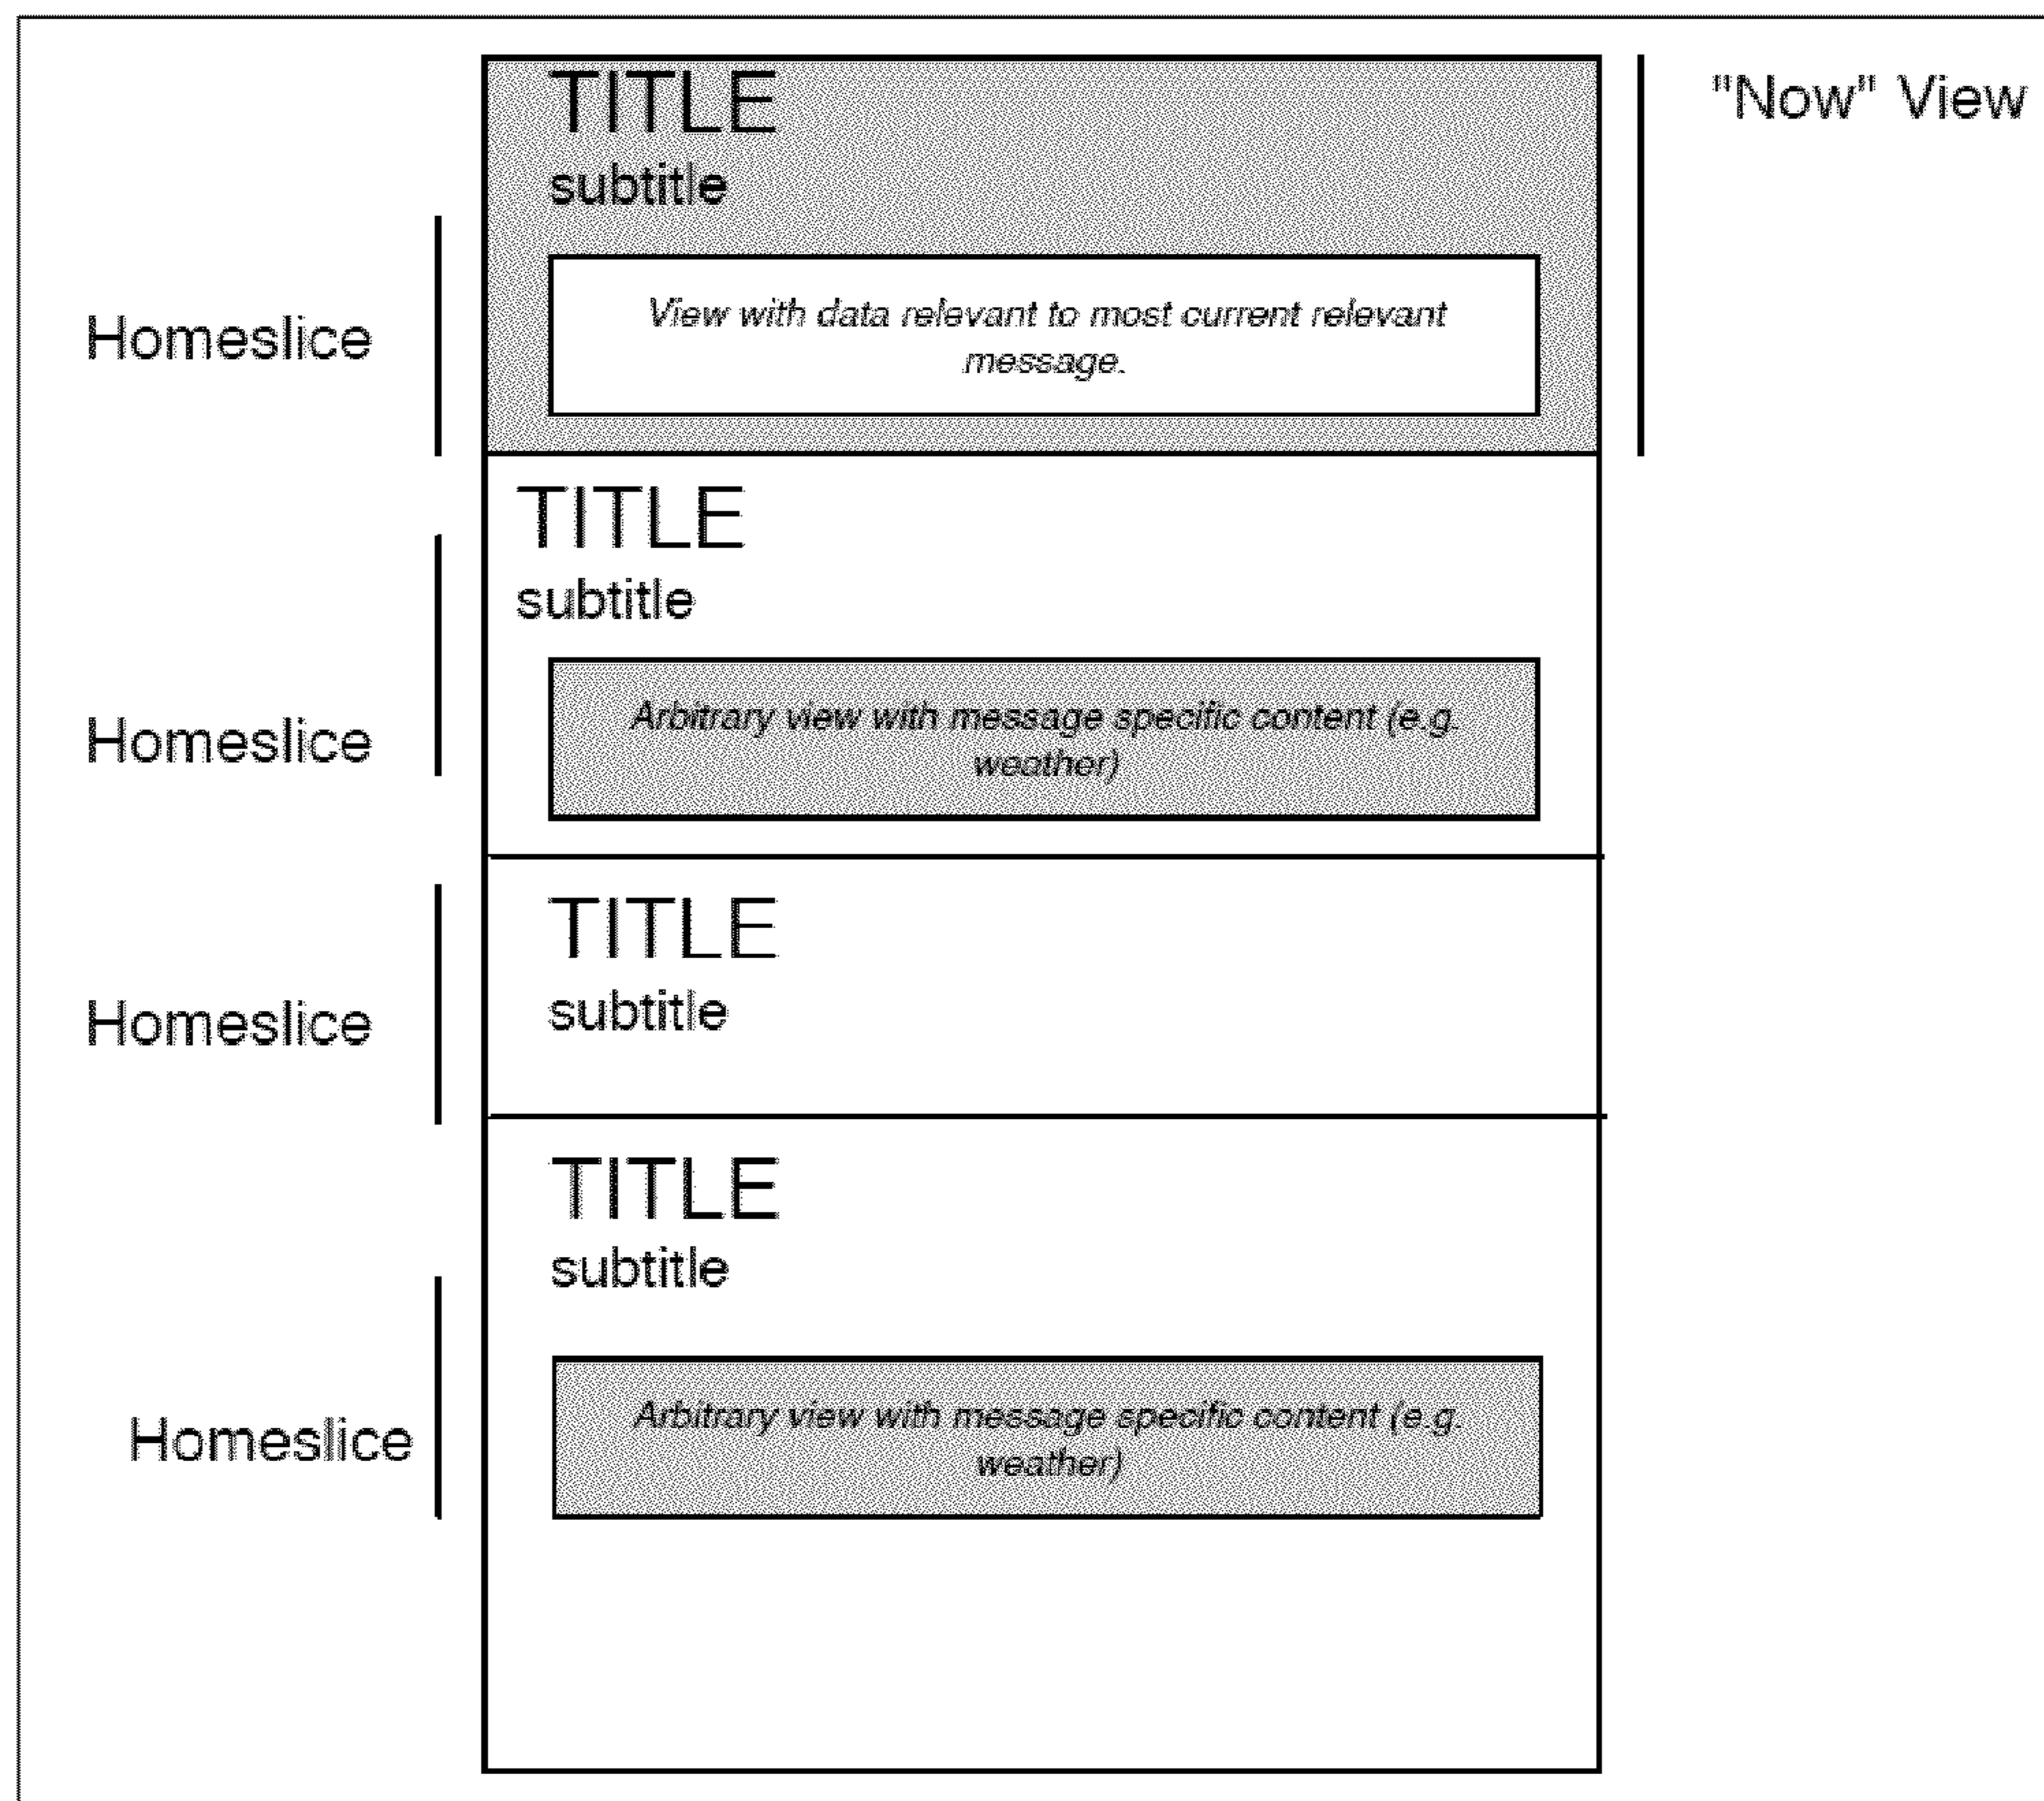 TITLE
"Now" View
subtitle
Homeslice
View with data relevant to most current relevant
message.
TITLE
subtitle
Homeslice
Arbitrary view with message specific content (e.g.
weather)
TITLE
subtitle
Homeslice
TITLE
subtitle
Homeslice
Arbitrary view with message specific content (e.g.
weather)